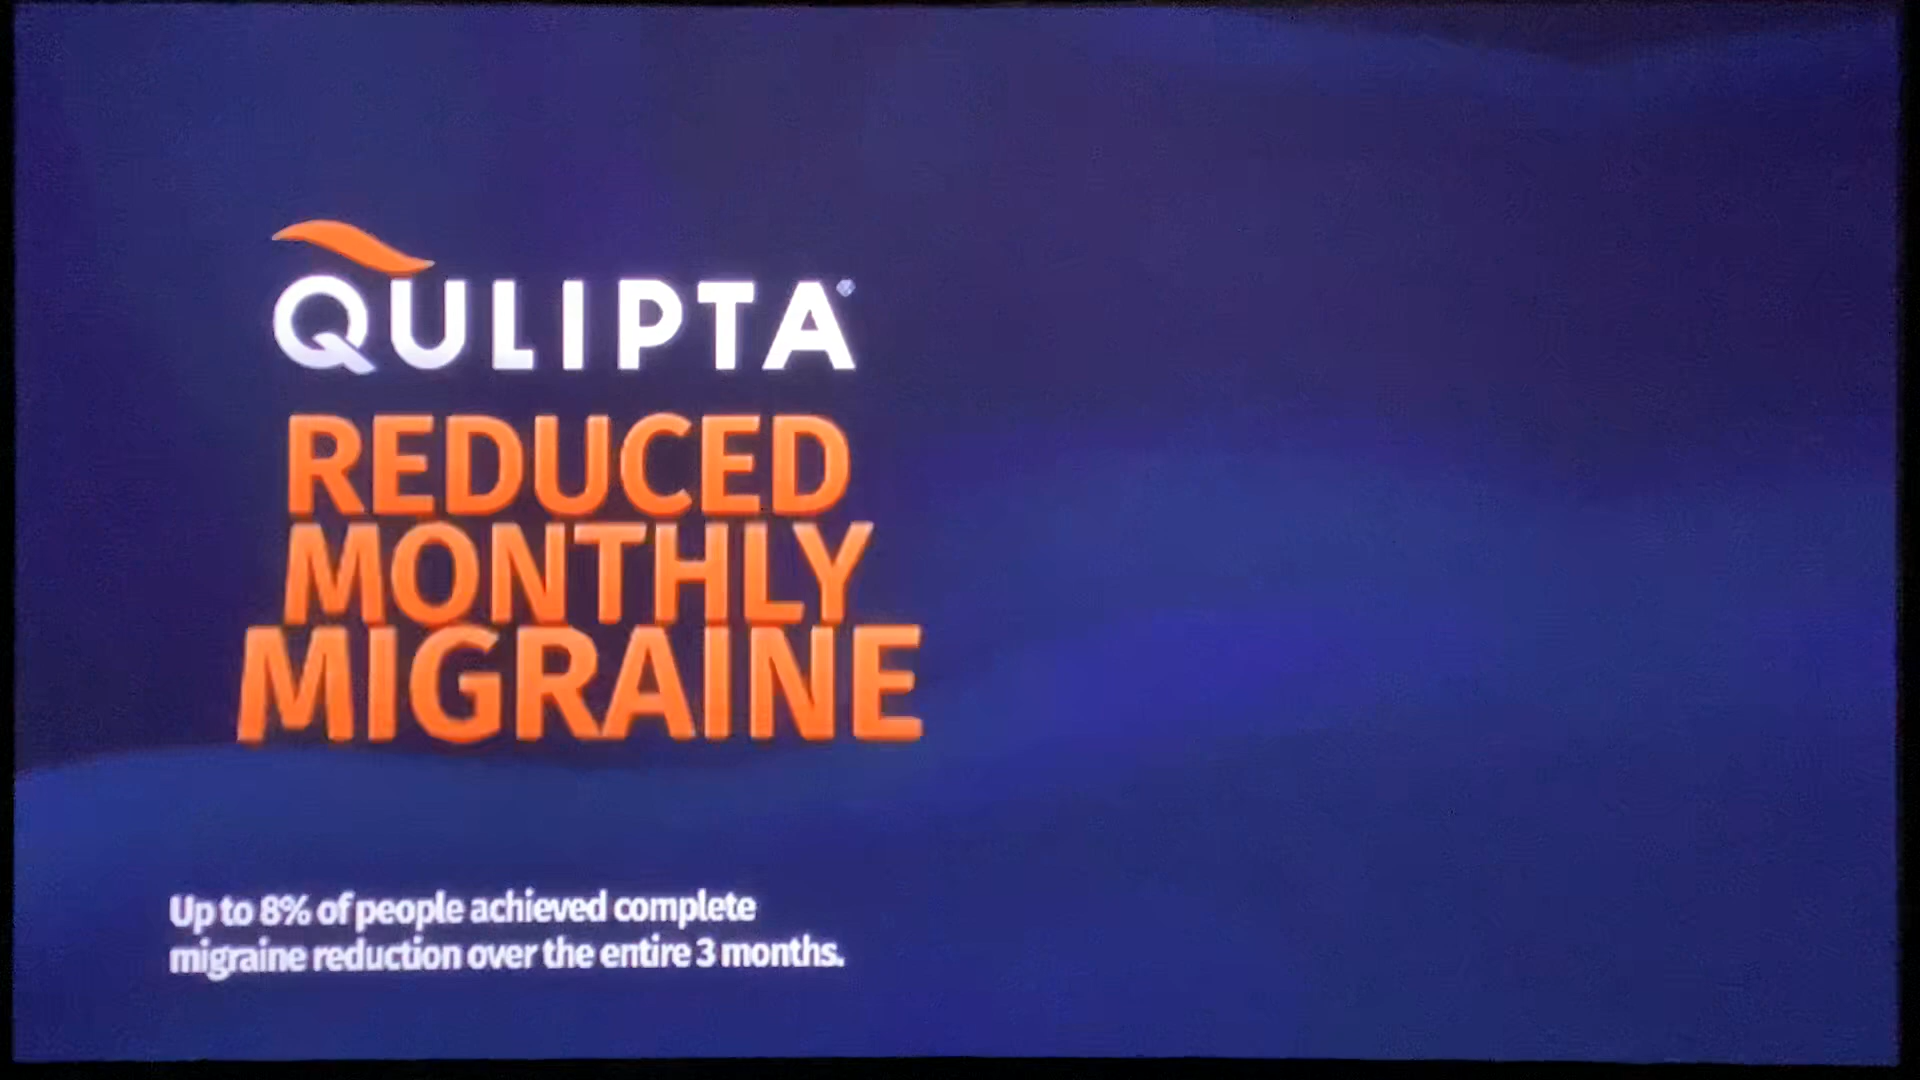 QULIPTA®
REDUCED
MONTHLY
MIGRAINE
Up to 8% of people achieved complete
migraine reduction over the entire 3 months.